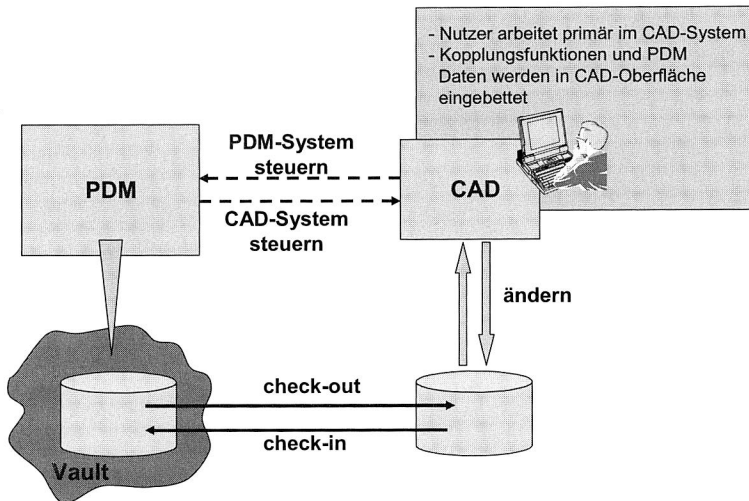 - Nutzer arbeitet primär im CAD-System
- Kopplungsfunktionen und PDM
Daten werden in CAD-Oberfläche
eingebettet
PDM-System
steuern
PDM
CAD
CAD-System
steuern
ändern
check-out
check-in
Vault